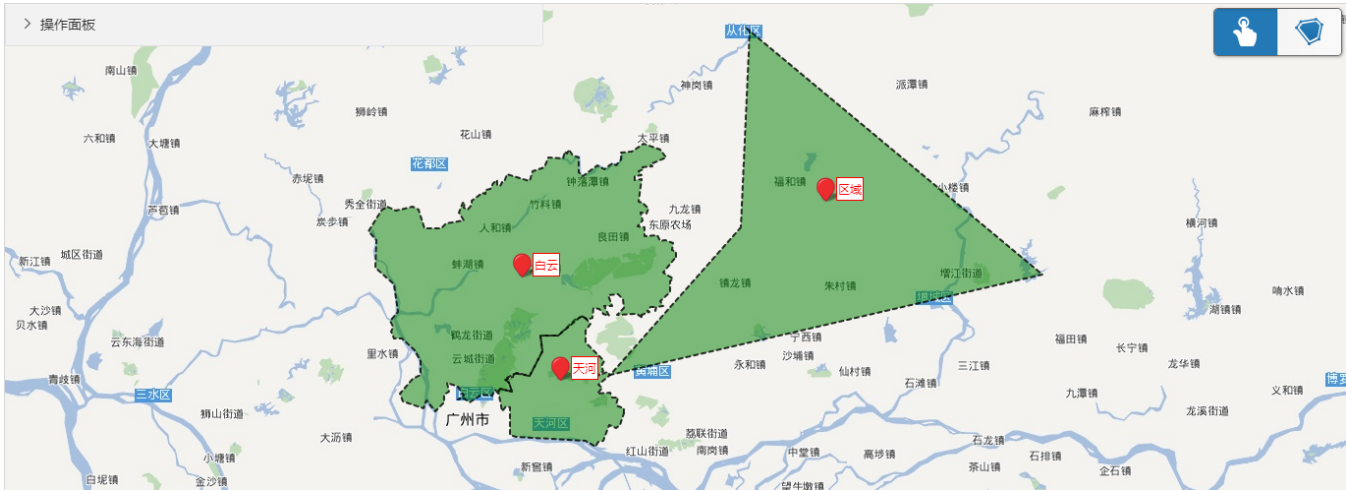 操作面板
从化区
南山镇
神岗镇
派潭镇
狮岭镇
麻榨镇
六和镇
大塘镇
花山镇
太平镇
花都区
赤坭镇
钟落潭镇
福和镇
区域
小楼镇
芦苞镇
秀全街道
炭步镇
竹料镇
九龙镇
人和镇
东原农场
良田镇
横河镇
城区街道
新江镇
蚌湖镇
白云
增江街道
镇龙镇
朱村镇
响水镇
大沙镇
贝水镇
湖镇镇
云东海街道
鹤龙街道
宁西镇
福田镇
里水镇
云城街道
沙埔镇
长宁镇
永和镇
天河
三江镇
龙华镇
仙村镇
青岐镇
黄埔区
石滩镇
博罗
三水区
白云区
九潭镇
义和镇
狮山街道
广州市
天河区
龙溪街道
大沥镇
荔联街道
石龙镇
红山街道
南岗镇
中堂镇
高埗镇
石排镇
小塘镇
新窖镇
茶山镇
企石镇
白坭镇
金沙镇
望牛墩镇